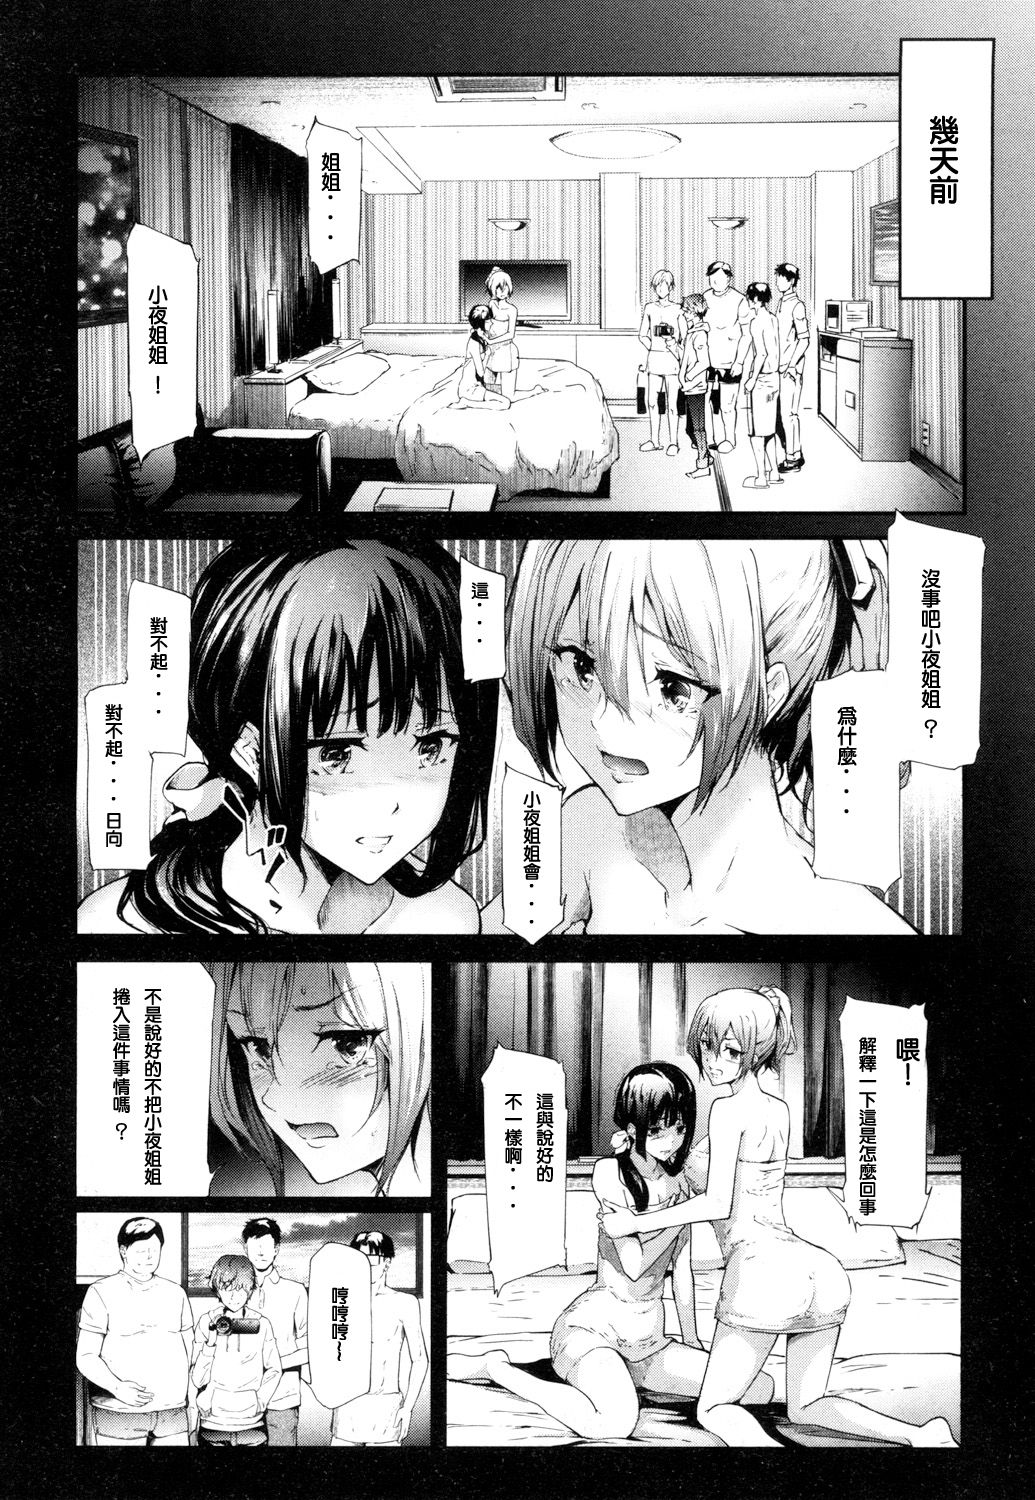 幾天前
姐姐・・・
小夜姐姐！
沒事吧小夜姐姐？
為什麼・・・
小夜姐姐會・・・
這・・・
對不起・・・
對不起・・・日向
喂！
解釋一下這是怎麼回事
這與說好的
不一樣啊・・・
不是說好的不把小夜姐姐
捲入這件事情嗎？
哼哼哼~